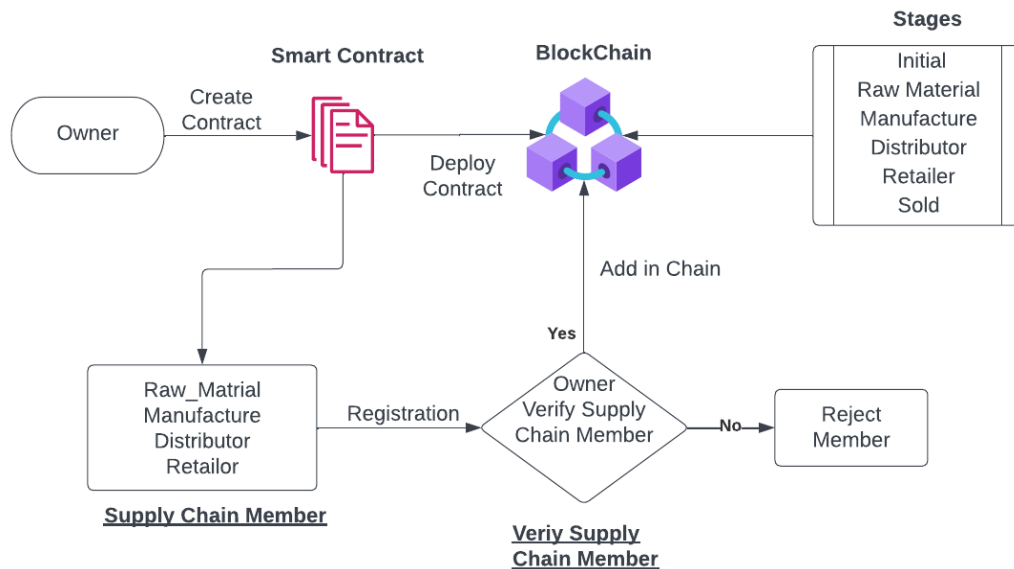 Stages
Smart Contract
BlockChain
Initial
Raw Material
Manufacture
Distributor
Retailer
Sold
Owner
Create
Contract
Deploy
Contract
Add in Chain
Yes
Raw_Matrial
Manufacture
Distributor
Retailor
Registration
Owner
Verify Supply
Chain Member
No
Reject
Member
Supply Chain Member
Veriy Supply
Chain Member